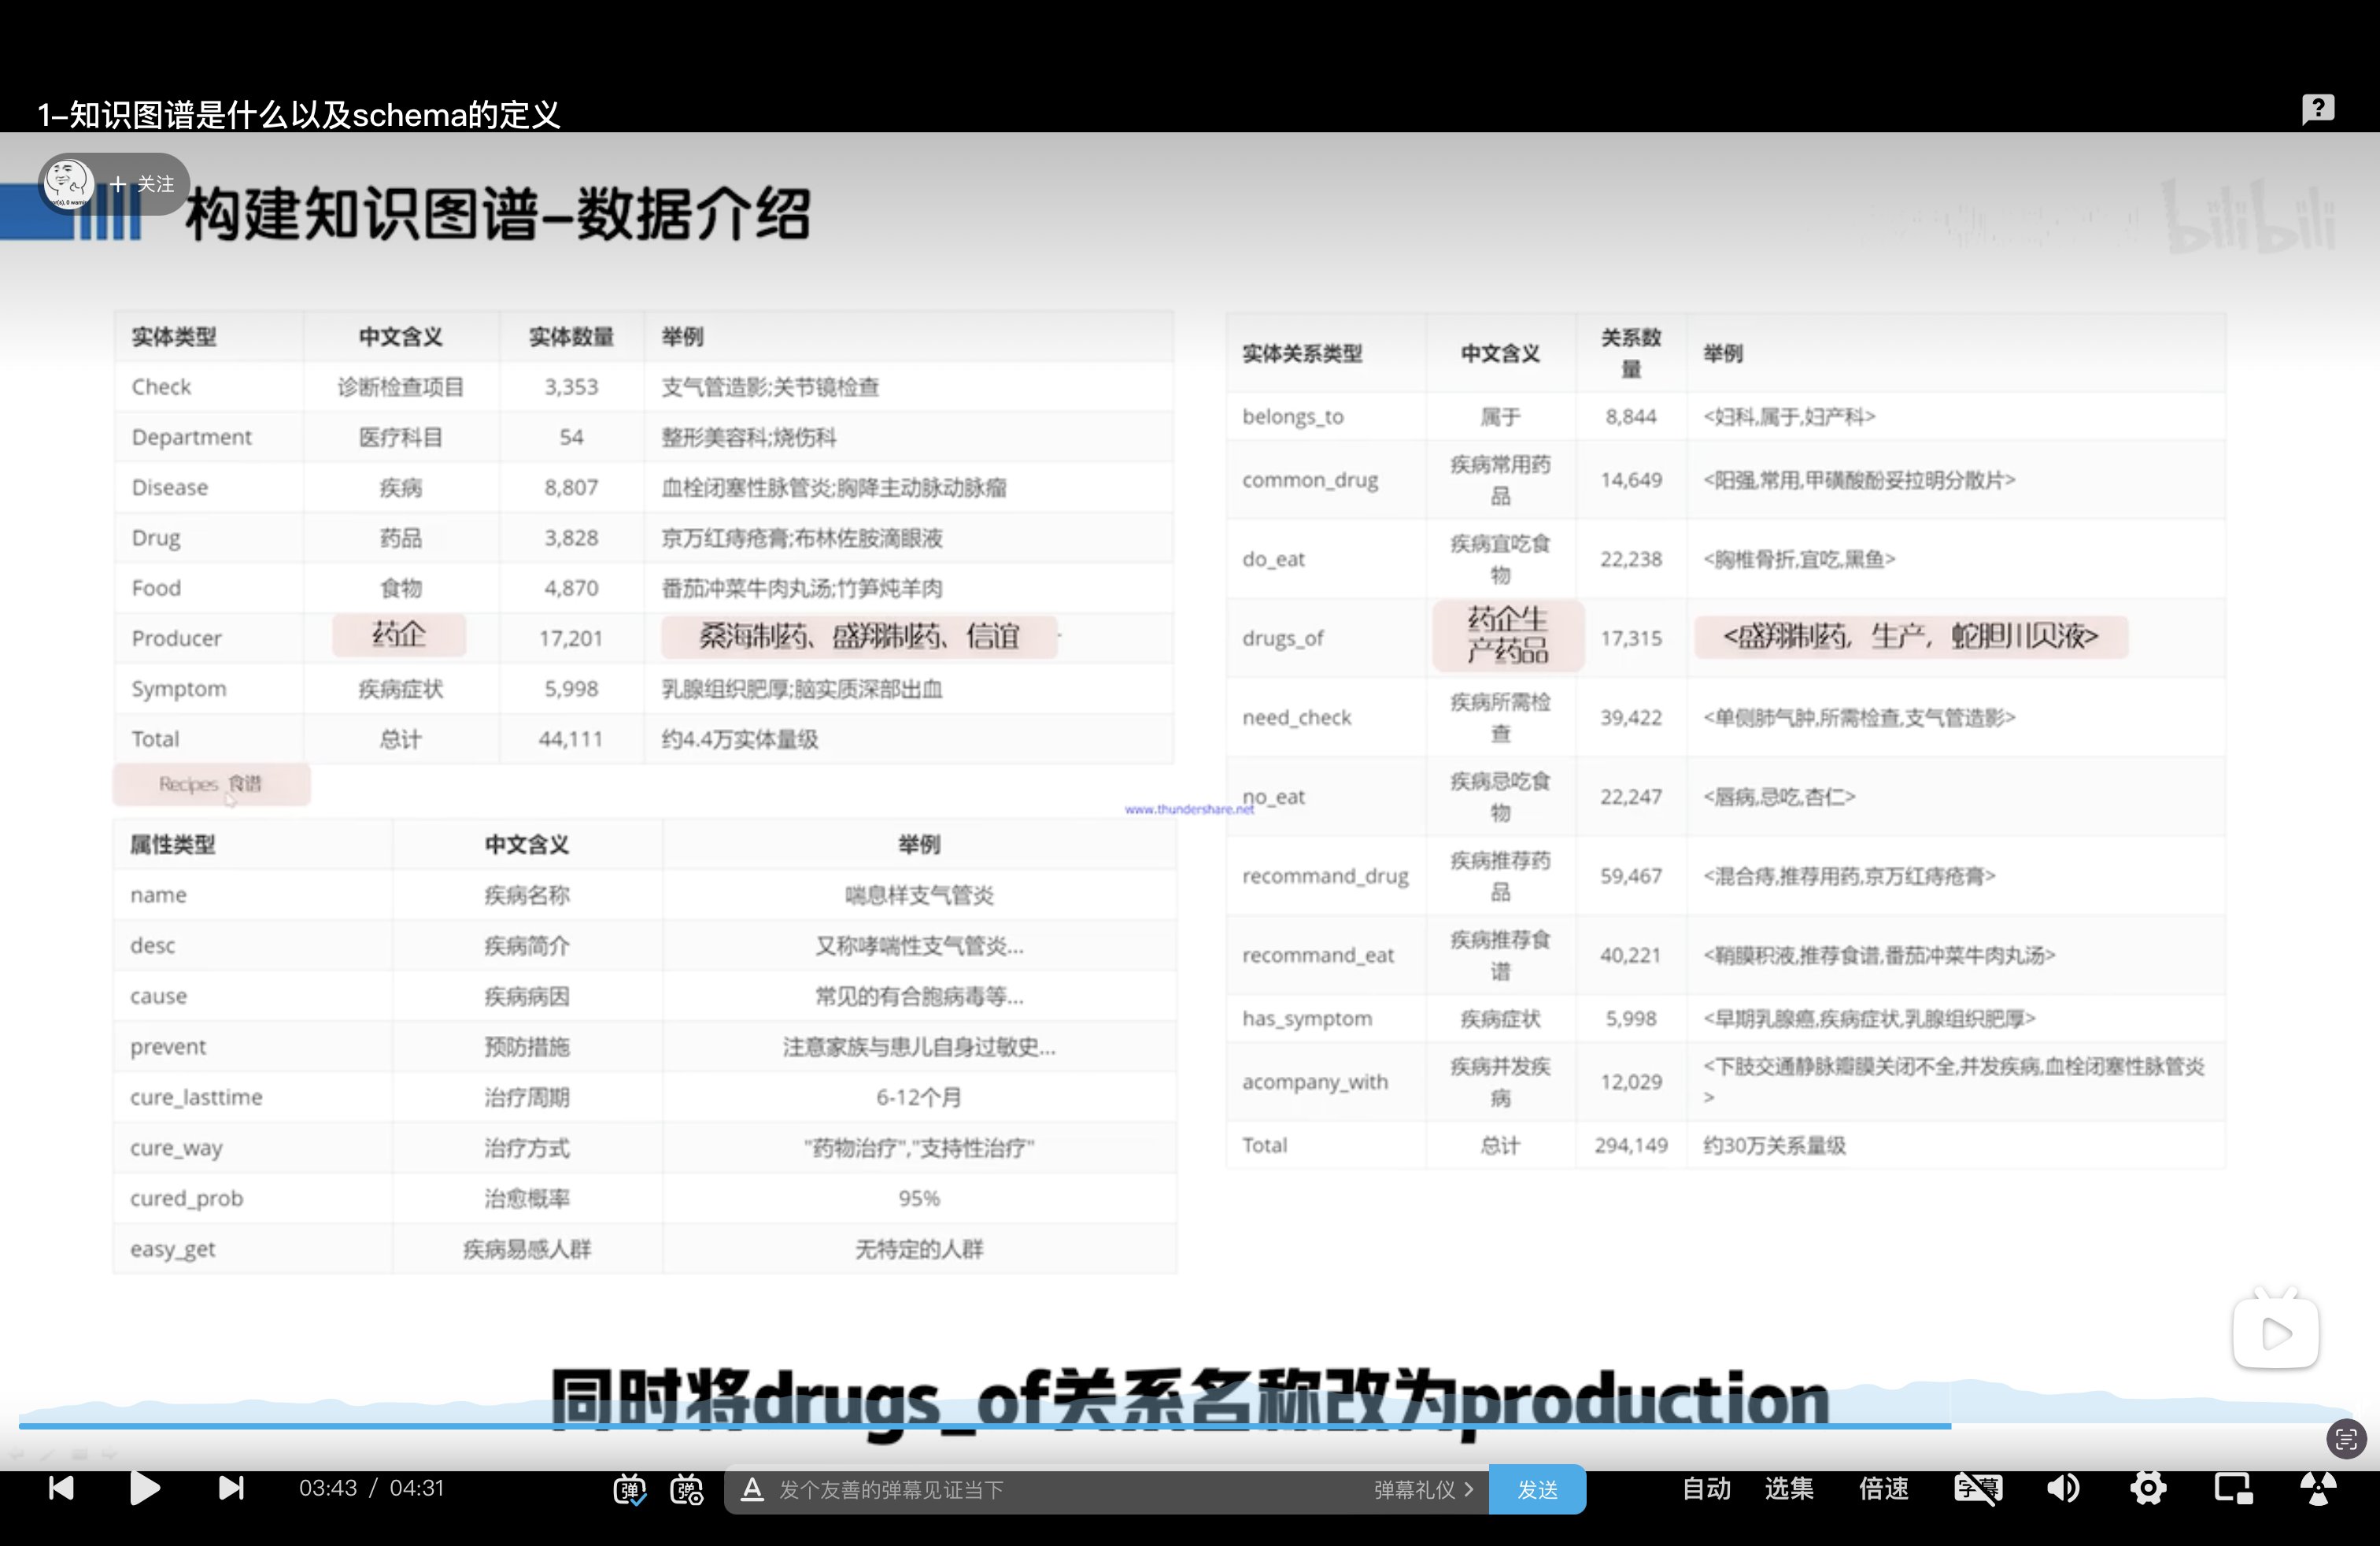 1-知识图谱是什么以及schema的定义
+ 关注
构建知识图谱-数据介绍
bilibili
实体类型 中文含义 实体数量 举例
Check 诊断检查项目 3,353 支气管造影;关节镜检查
Department 医疗科目 54 整形美容科;烧伤科
Disease 疾病 8,807 血栓闭塞性脉管炎;胸降主动脉动脉瘤
Drug 药品 3,828 京万红痔疮膏;布林佐胺滴眼液
Food 食物 4,870 番茄冲菜牛肉丸汤;竹笋炖羊肉
Producer 药企 17,201 桑海制药、盛翔制药、信谊
Symptom 疾病症状 5,998 乳腺组织肥厚;脑实质深部出血
Total 总计 44,111 约4.4万实体量级
Recipes 食谱
属性类型 中文含义 举例
name 疾病名称 喘息样支气管炎
desc 疾病简介 又称哮喘性支气管炎...
cause 疾病病因 常见的有合胞病毒等...
prevent 预防措施 注意家族与患儿自身过敏史...
cure_lasttime 治疗周期 6-12个月
cure_way 治疗方式 "药物治疗","支持性治疗"
cured_prob 治愈概率 95%
easy_get 疾病易感人群 无特定的人群
www.thundershare.net
实体关系类型 中文含义 关系数量 举例
belongs_to 属于 8,844 <妇科,属于,妇产科>
common_drug 疾病常用药品 14,649 <阳强,常用,甲磺酸酚妥拉明分散片>
do_eat 疾病宜吃食物 22,238 <胸椎骨折,宜吃,黑鱼>
drugs_of 药企生产药品 17,315 <盛翔制药, 生产, 蛇胆川贝液>
need_check 疾病所需检查 39,422 <单侧肺气肿,所需检查,支气管造影>
no_eat 疾病忌吃食物 22,247 <唇病,忌吃,杏仁>
recommand_drug 疾病推荐药品 59,467 <混合痔,推荐用药,京万红痔疮膏>
recommand_eat 疾病推荐食谱 40,221 <鞘膜积液,推荐食谱,番茄冲菜牛肉丸汤>
has_symptom 疾病症状 5,998 <早期乳腺癌,疾病症状,乳腺组织肥厚>
acompany_with 疾病并发疾病 12,029 <下肢交通静脉瓣膜关闭不全,并发疾病,血栓闭塞性脉管炎>
Total 总计 294,149 约30万关系量级
同时将drugs_of关系名称改为production
03:43 / 04:31
弹
弹
A 发个友善的弹幕见证当下
弹幕礼仪 >
发送
自动 选集 倍速 字幕